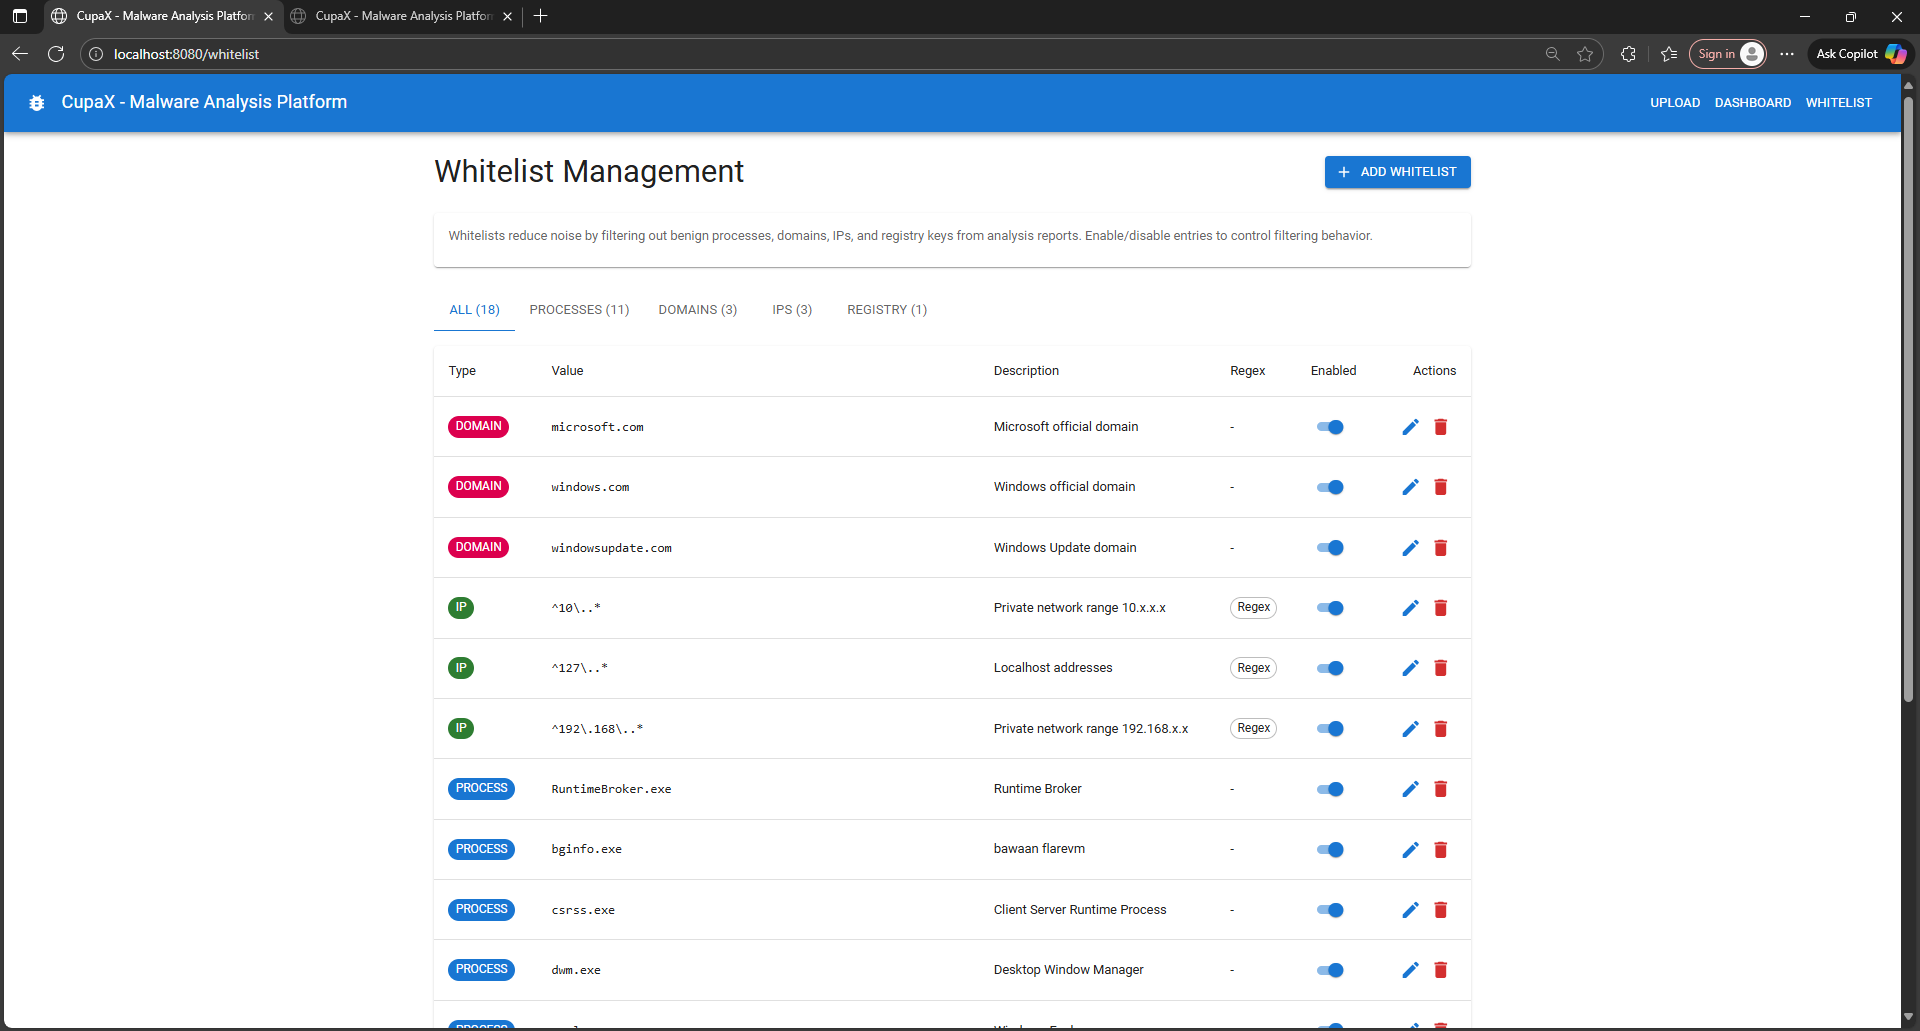 CupaX - Malware Analysis Platforr
CupaX - Malware Analysis Platfor
localhost:8080/whitelist
Sign in
Ask Copilot
CupaX - Malware Analysis Platform
UPLOAD DASHBOARD WHITELIST
Whitelist Management
+ ADD WHITELIST
Whitelists reduce noise by filtering out benign processes, domains, IPs, and registry keys from analysis reports. Enable/disable entries to control filtering behavior.
ALL (18) PROCESSES (11) DOMAINS (3) IPS (3) REGISTRY (1)
Type Value Description Regex Enabled Actions
DOMAIN microsoft.com Microsoft official domain -
DOMAIN windows.com Windows official domain -
DOMAIN windowsupdate.com Windows Update domain -
IP ^10\..* Private network range 10.x.x.x Regex
IP ^127\..* Localhost addresses Regex
IP ^192\.168\..* Private network range 192.168.x.x Regex
PROCESS RuntimeBroker.exe Runtime Broker -
PROCESS bginfo.exe bawaan flarevm -
PROCESS csrss.exe Client Server Runtime Process -
PROCESS dwm.exe Desktop Window Manager -
PROCESS